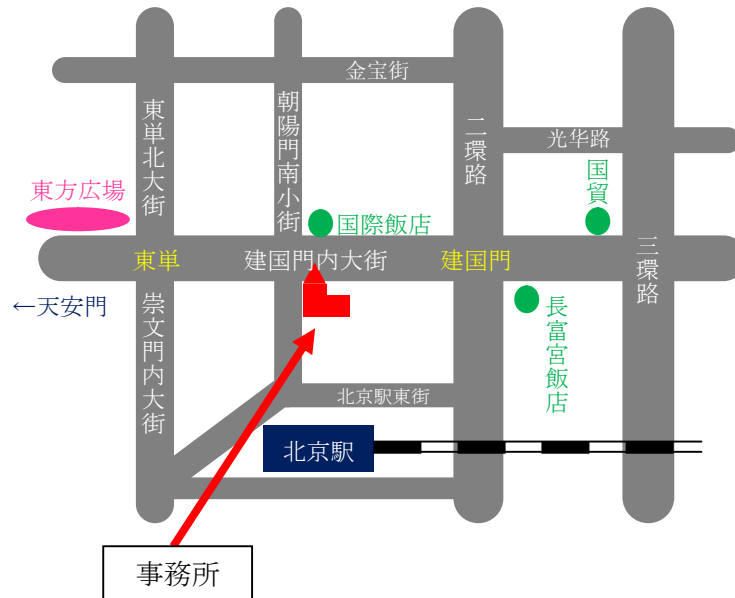 金宝街
東単北大街
朝陽門南小街
二環路
光华路
東方広場
国際飯店
国貿
東単
建国門内大街
建国門
三環路
←天安門
崇文門内大街
長富宮飯店
北京駅東街
北京駅
事務所